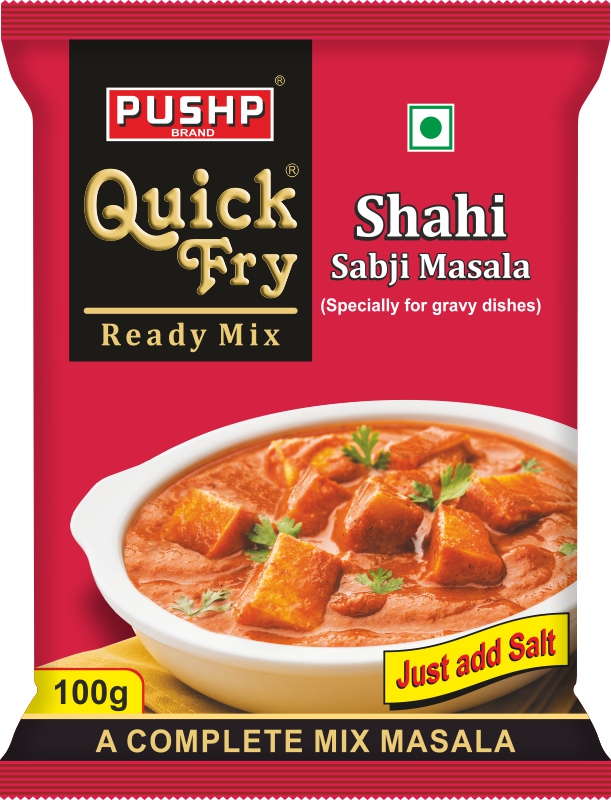 ®
PUSHP
BRAND
Quick®
Fry
Ready Mix
Shahi
Sabji Masala
(Specially for gravy dishes)
Just add Salt
100g
A COMPLETE MIX MASALA